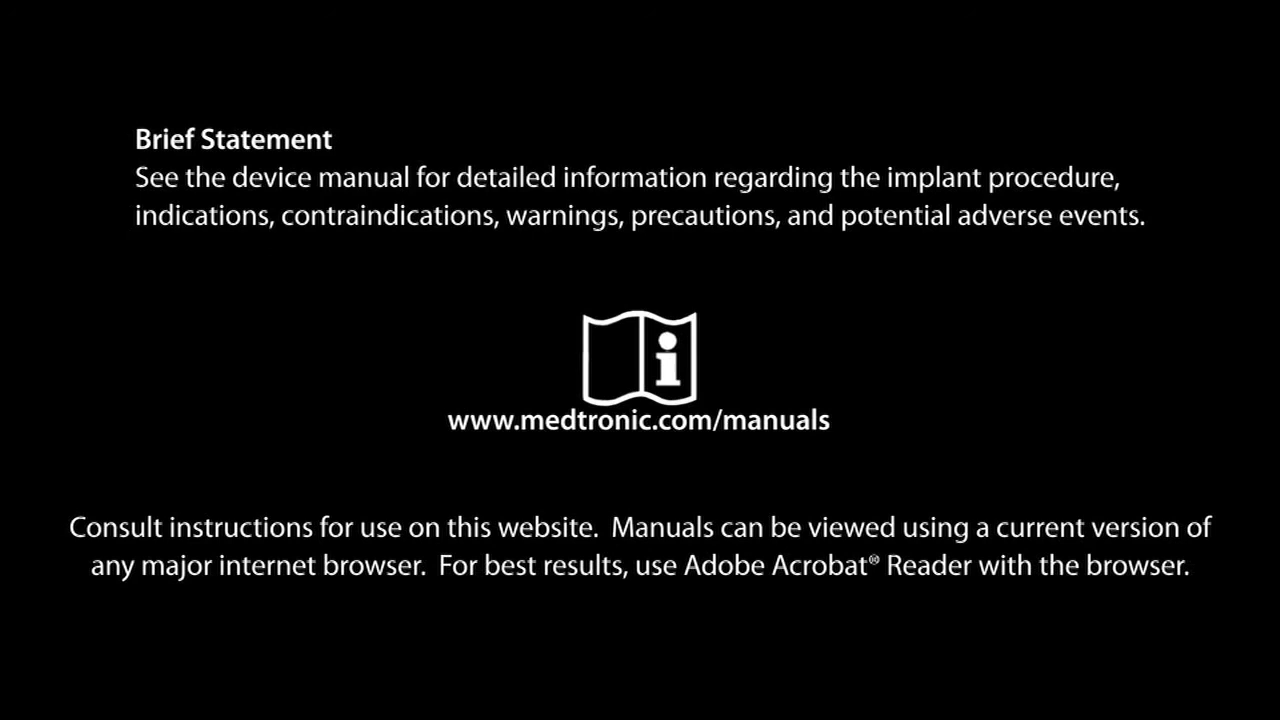 Brief Statement
See the device manual for detailed information regarding the implant procedure,
indications, contraindications, warnings, precautions, and potential adverse events.
i
www.medtronic.com/manuals
Consult instructions for use on this website.  Manuals can be viewed using a current version of
any major internet browser.  For best results, use Adobe Acrobat® Reader with the browser.